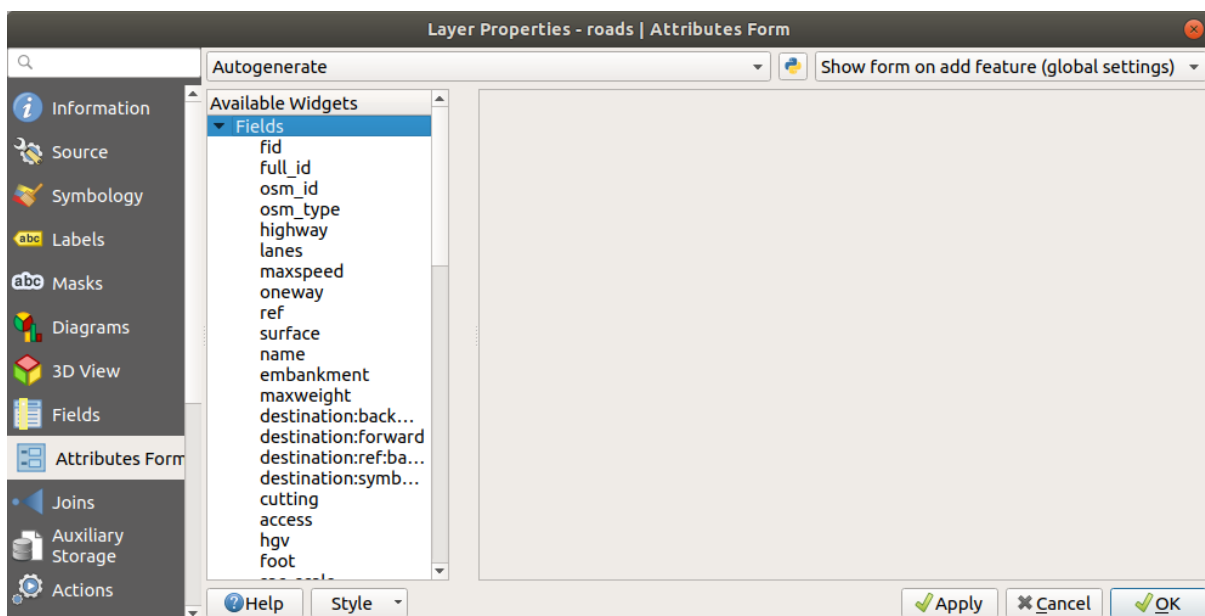 Layer Properties - roads | Attributes Form
Autogenerate
Show form on add feature (global settings)
Information
Source
Symbology
abc Labels
abc Masks
Diagrams
3D View
Fields
Attributes Form
Joins
Auxiliary
Storage
Actions
Available Widgets
Fields
fid
full_id
osm_id
osm_type
highway
lanes
maxspeed
oneway
ref
surface
name
embankment
maxweight
destination:back...
destination:forward
destination:ref:ba...
destination:symb...
cutting
access
hgv
foot
Help
Style
Apply
Cancel
OK